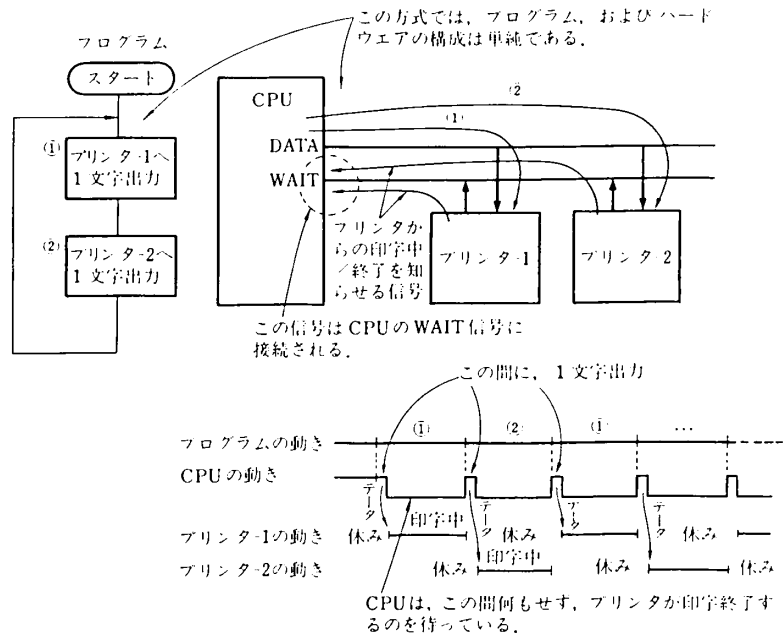 この方式では，プログラム，およびハード
ウエアの構成は単純である．
プログラム
スタート
(1)
プリンタ-1へ
1文字出力
(2)
プリンタ-2へ
1文字出力
CPU
(2)
(1)
DATA
WAIT
プリンタか
らの印字中
／終了を知
らせる信号
プリンタ-1
プリンタ-2
この信号はCPUのWAIT信号に
接続される．
この間に，1文字出力
(1)
(2)
(1)
…
プログラムの動き
CPUの動き
データ
データ
データ
データ
プリンタ-1の動き
休み
印字中
休み
休み
プリンタ-2の動き
休み
印字中
休み
休み
CPUは，この間何もせず，プリンタが印字終了す
るのを待っている．